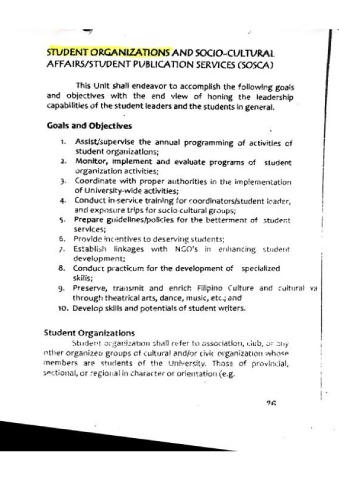 STUDENT ORGANIZATIONS AND SOCIO-CULTURAL
AFFAIRS/STUDENT PUBLICATION SERVICES (SOSCA)
This Unit shall endeavor to accomplish the following goals
and objectives with the end view of honing the leadership
capabilities of the student leaders and the students in general.
Goals and Objectives
1. Assist/supervise the annual programming of activities of
student organizations;
2. Monitor, implement and evaluate programs of student
organization activities;
3. Coordinate with proper authorities in the implementation
of University-wide activities;
4. Conduct in-service training for coordinators/student leader,
and exposure trips for socio-cultural groups;
5. Prepare guidelines/policies for the betterment of student
services;
6. Provide incentives to deserving students;
7. Establish linkages with NGO's in enhancing student
development;
8. Conduct practicum for the development of specialized
skills;
9. Preserve, transmit and enrich Filipino Culture and cultural va
through theatrical arts, dance, music, etc.; and
10. Develop skills and potentials of student writers.
Student Organizations
Student organization shall refer to association, club, or any
other organized groups of cultural and/or civic organization whose
members are students of the University. Those of provincial,
sectional, or regional in character or orientation (e.g.
26